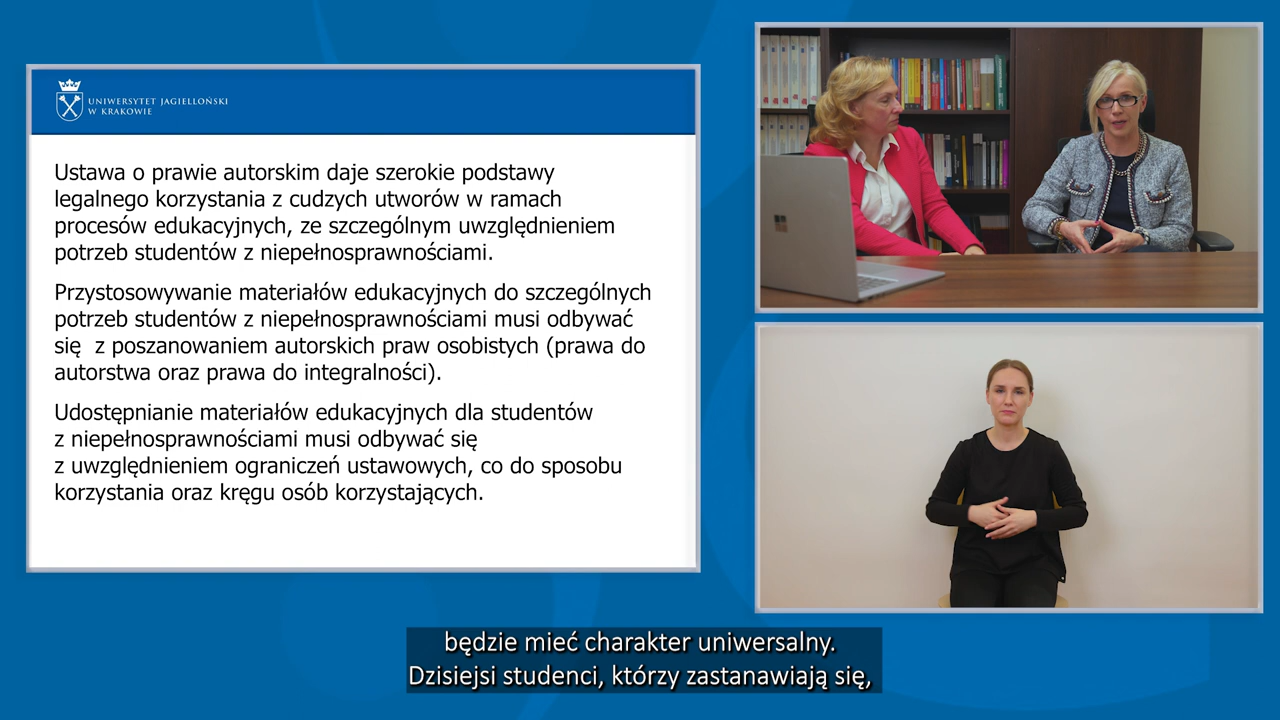 UNIWERSYTET JAGIELLOŃSKI
W KRAKOWIE
Ustawa o prawie autorskim daje szerokie podstawy
legalnego korzystania z cudzych utworów w ramach
procesów edukacyjnych, ze szczególnym uwzględnieniem
potrzeb studentów z niepełnosprawnościami.
Przystosowywanie materiałów edukacyjnych do szczególnych
potrzeb studentów z niepełnosprawnościami musi odbywać
się  z poszanowaniem autorskich praw osobistych (prawa do
autorstwa oraz prawa do integralności).
Udostępnianie materiałów edukacyjnych dla studentów
z niepełnosprawnościami musi odbywać się
z uwzględnieniem ograniczeń ustawowych, co do sposobu
korzystania oraz kręgu osób korzystających.
będzie mieć charakter uniwersalny.
Dzisiejsi studenci, którzy zastanawiają się,